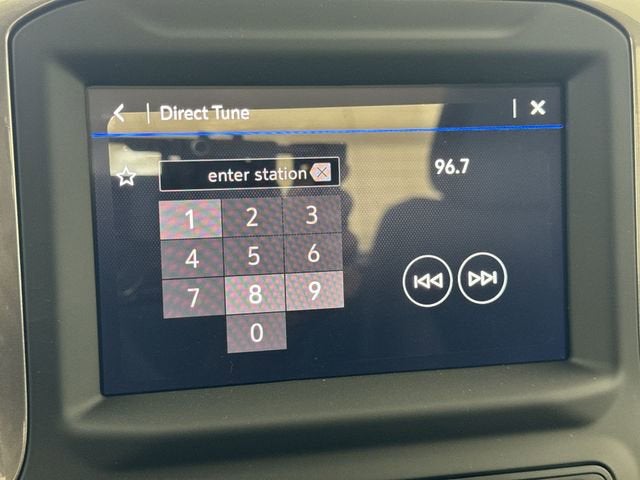 Direct Tune
enter station
96.7
1 2 3
4 5 6
7 8 9
0